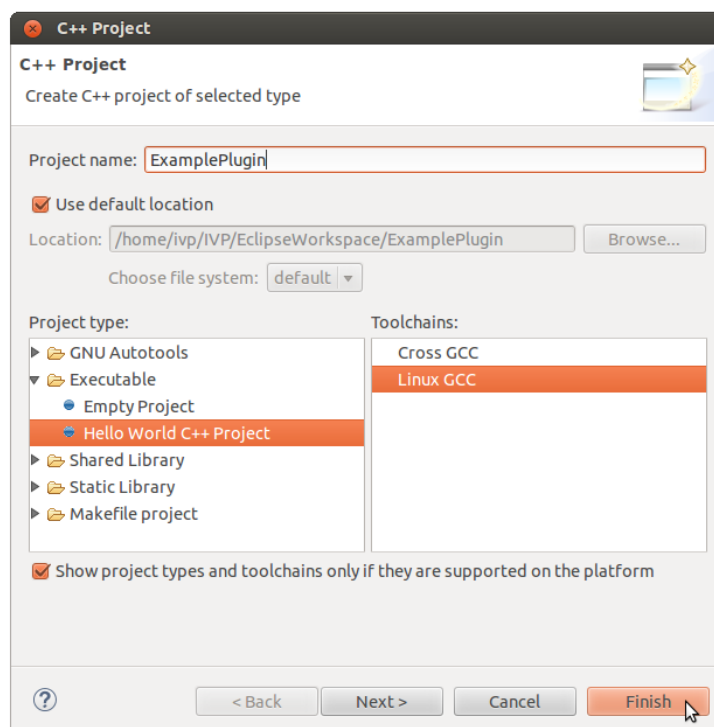 C++ Project
C++ Project
Create C++ project of selected type
Project name: ExamplePlugin
Use default location
Location: /home/ivp/IVP/EclipseWorkspace/ExamplePlugin Browse...
Choose file system: default
Project type: Toolchains:
GNU Autotools Cross GCC
Executable Linux GCC
Empty Project
Hello World C++ Project
Shared Library
Static Library
Makefile project
Show project types and toolchains only if they are supported on the platform
? < Back Next > Cancel Finish